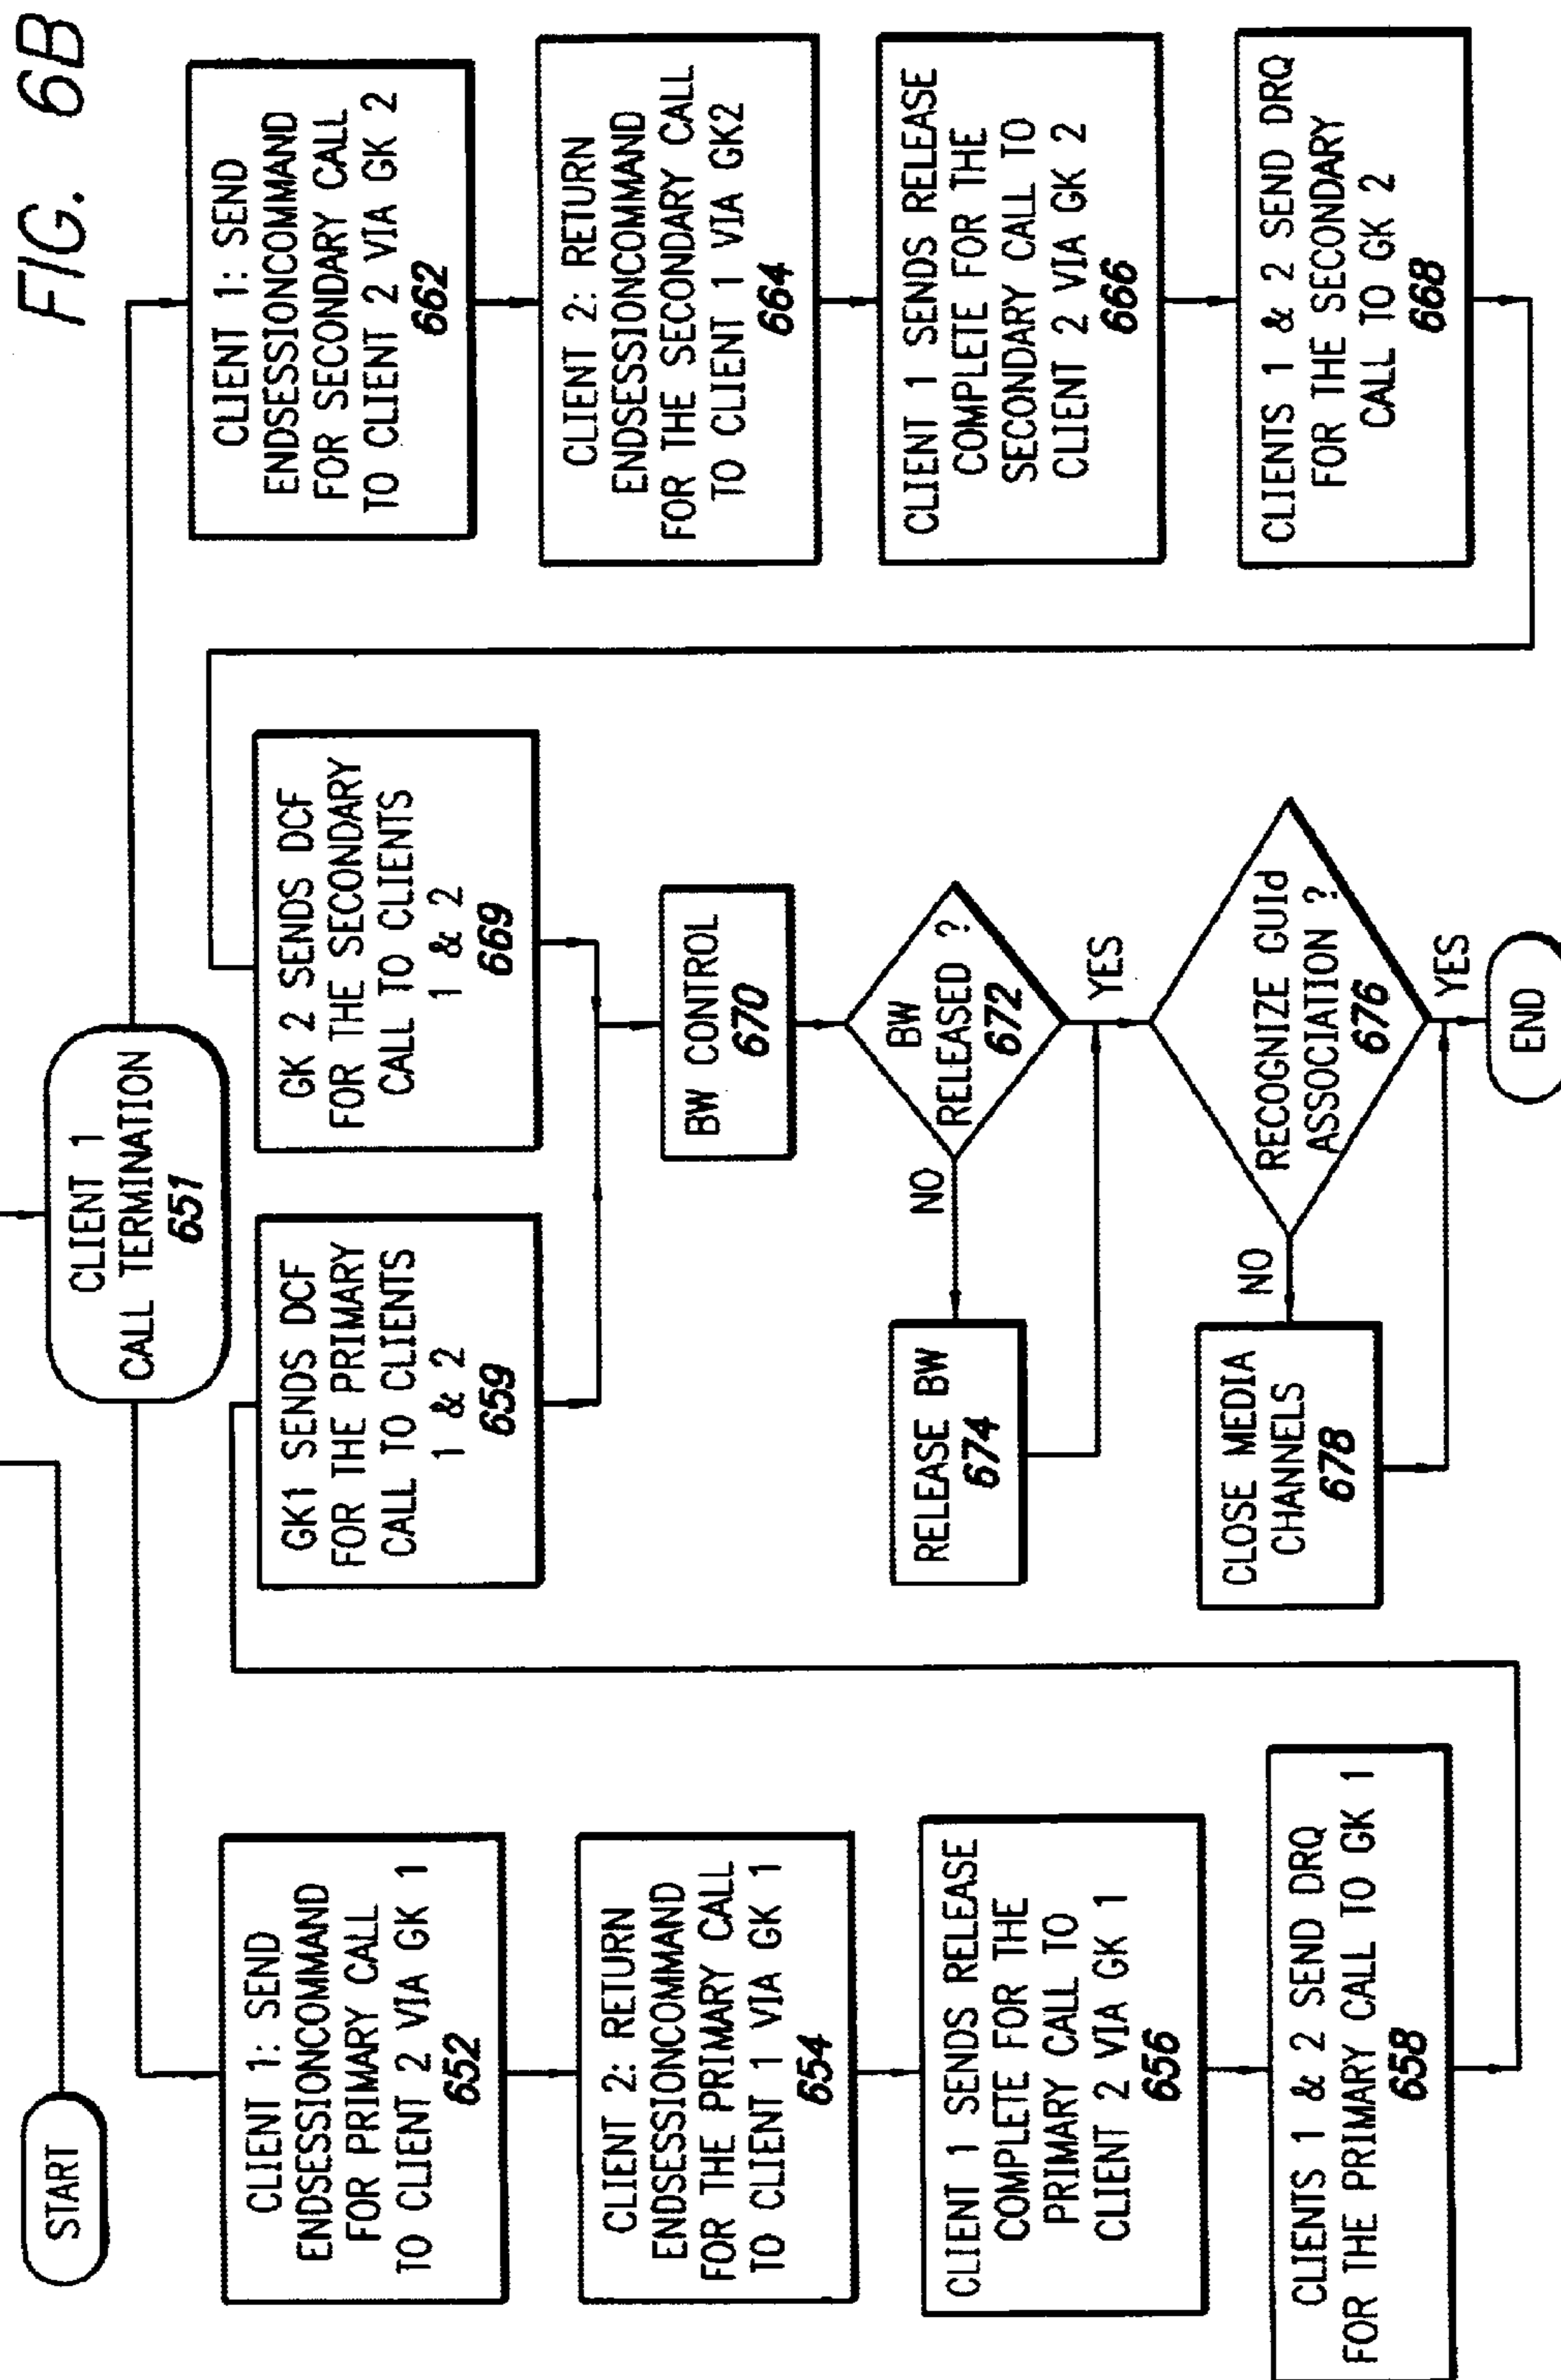 FIG. 6B
START
CLIENT 1
CALL TERMINATION
651
CLIENT 1: SEND
ENDSESSIONCOMMAND
FOR PRIMARY CALL
TO CLIENT 2 VIA GK 1
652
CLIENT 2: RETURN
ENDSESSIONCOMMAND
FOR THE PRIMARY CALL
TO CLIENT 1 VIA GK 1
654
CLIENT 1 SENDS RELEASE
COMPLETE FOR THE
PRIMARY CALL TO
CLIENT 2 VIA GK 1
656
CLIENTS 1 & 2 SEND DRQ
FOR THE PRIMARY CALL TO GK 1
658
GK1 SENDS DCF
FOR THE PRIMARY
CALL TO CLIENTS
1 & 2
659
GK 2 SENDS DCF
FOR THE SECONDARY
CALL TO CLIENTS
1 & 2
669
BW CONTROL
670
BW
RELEASED ?
672
NO
YES
RELEASE BW
674
RECOGNIZE GUId
ASSOCIATION ?
676
NO
YES
CLOSE MEDIA
CHANNELS
678
END
CLIENT 1: SEND
ENDSESSIONCOMMAND
FOR SECONDARY CALL
TO CLIENT 2 VIA GK 2
662
CLIENT 2: RETURN
ENDSESSIONCOMMAND
FOR THE SECONDARY CALL
TO CLIENT 1 VIA GK2
664
CLIENT 1 SENDS RELEASE
COMPLETE FOR THE
SECONDARY CALL TO
CLIENT 2 VIA GK 2
666
CLIENTS 1 & 2 SEND DRQ
FOR THE SECONDARY
CALL TO GK 2
668